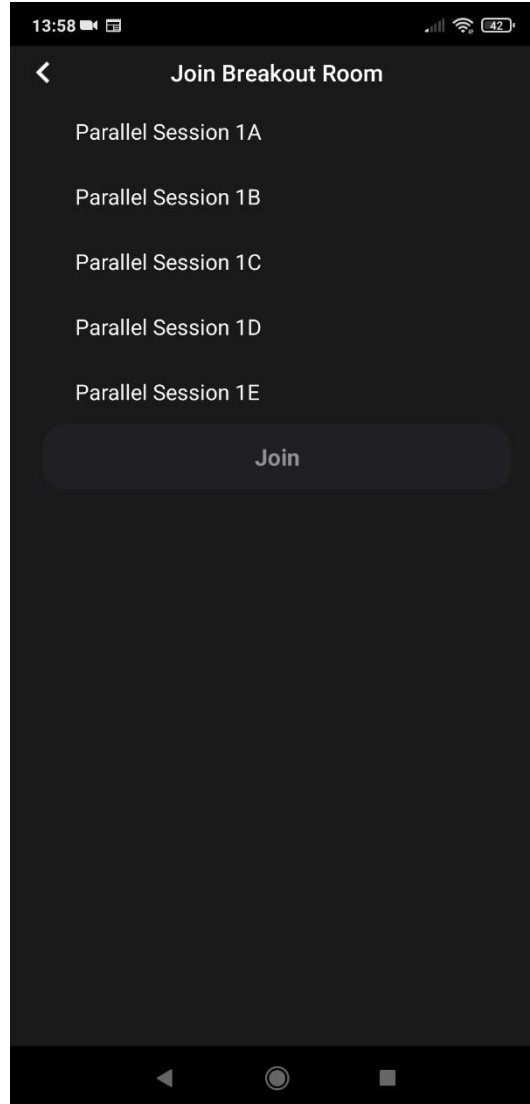 13:58
42
Join Breakout Room
Parallel Session 1A
Parallel Session 1B
Parallel Session 1C
Parallel Session 1D
Parallel Session 1E
Join